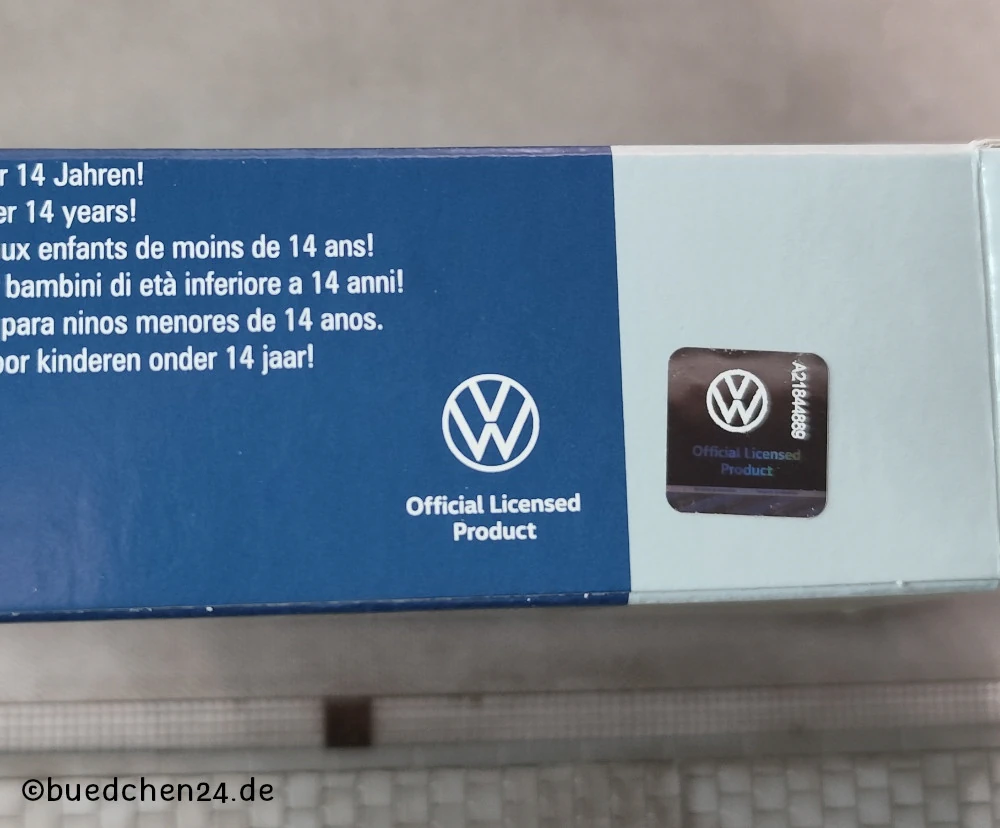 r 14 Jahren!
er 14 years!
ux enfants de moins de 14 ans!
bambini di età inferiore a 14 anni!
para ninos menores de 14 anos.
oor kinderen onder 14 jaar!
Official Licensed
Product
A21844889
Official Licensed
Product
©buedchen24.de